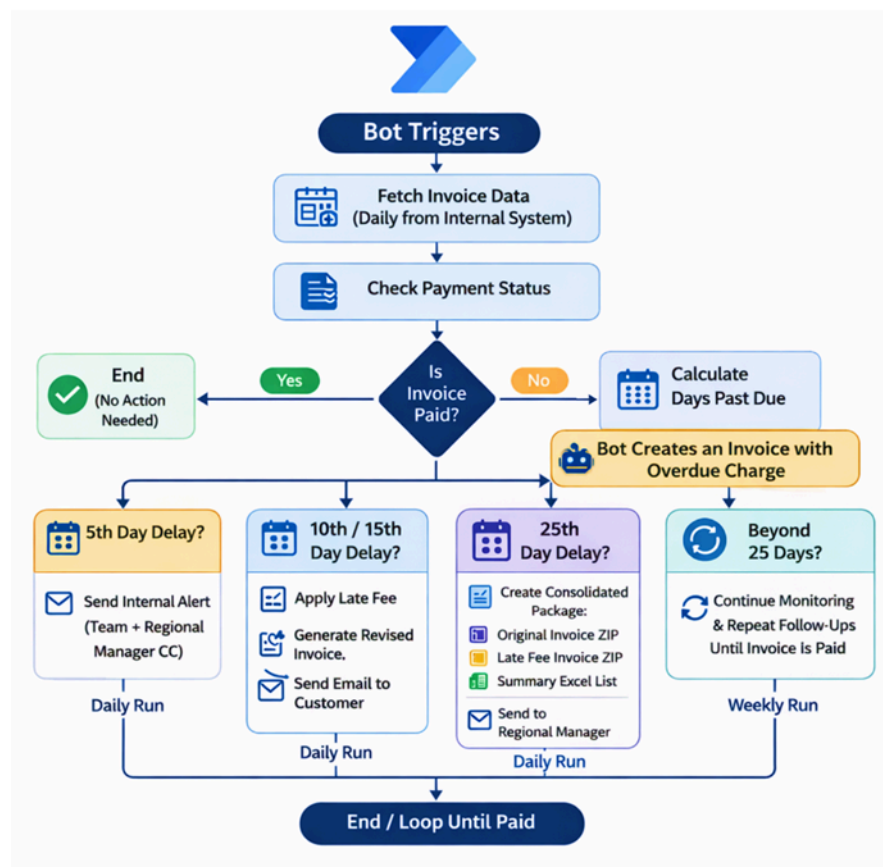 Bot Triggers
Fetch Invoice Data
(Daily from Internal System)
Check Payment Status
Is
Invoice
Paid?
Yes
No
End
(No Action
Needed)
Calculate
Days Past Due
Bot Creates an Invoice with
Overdue Charge
5th Day Delay?
Send Internal Alert
(Team + Regional
Manager CC)
Daily Run
10th / 15th
Day Delay?
Apply Late Fee
Generate Revised
Invoice.
Send Email to
Customer
Daily Run
25th
Day Delay?
Create Consolidated
Package:
Original Invoice ZIP
Late Fee Invoice ZIP
Summary Excel List
Send to
Regional Manager
Daily Run
Beyond
25 Days?
Continue Monitoring
& Repeat Follow-Ups
Until Invoice is Paid
Weekly Run
End / Loop Until Paid